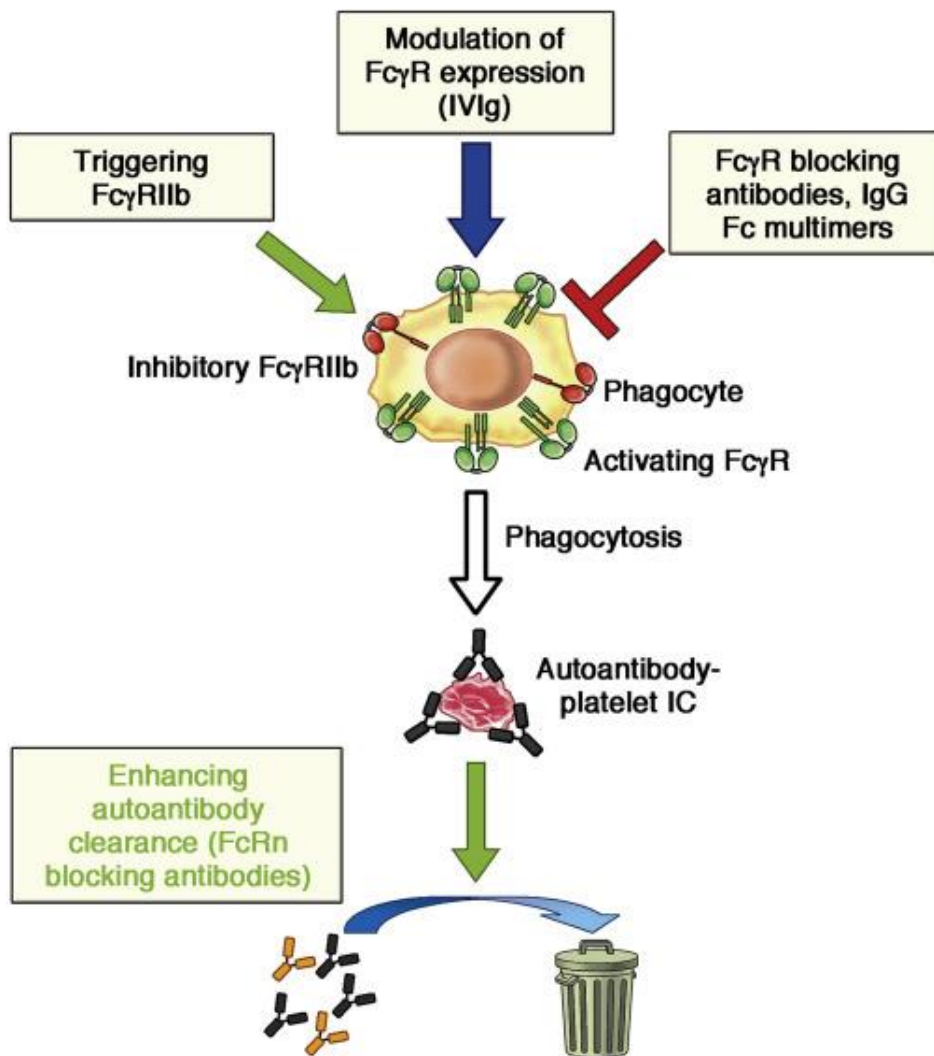 Modulation of
FcγR expression
(IVIg)
Triggering
FcγRIIb
FcγR blocking
antibodies, IgG
Fc multimers
Inhibitory FcγRIIb
Phagocyte
Activating FcγR
Phagocytosis
Autoantibody-
platelet IC
Enhancing
autoantibody
clearance (FcRn
blocking antibodies)